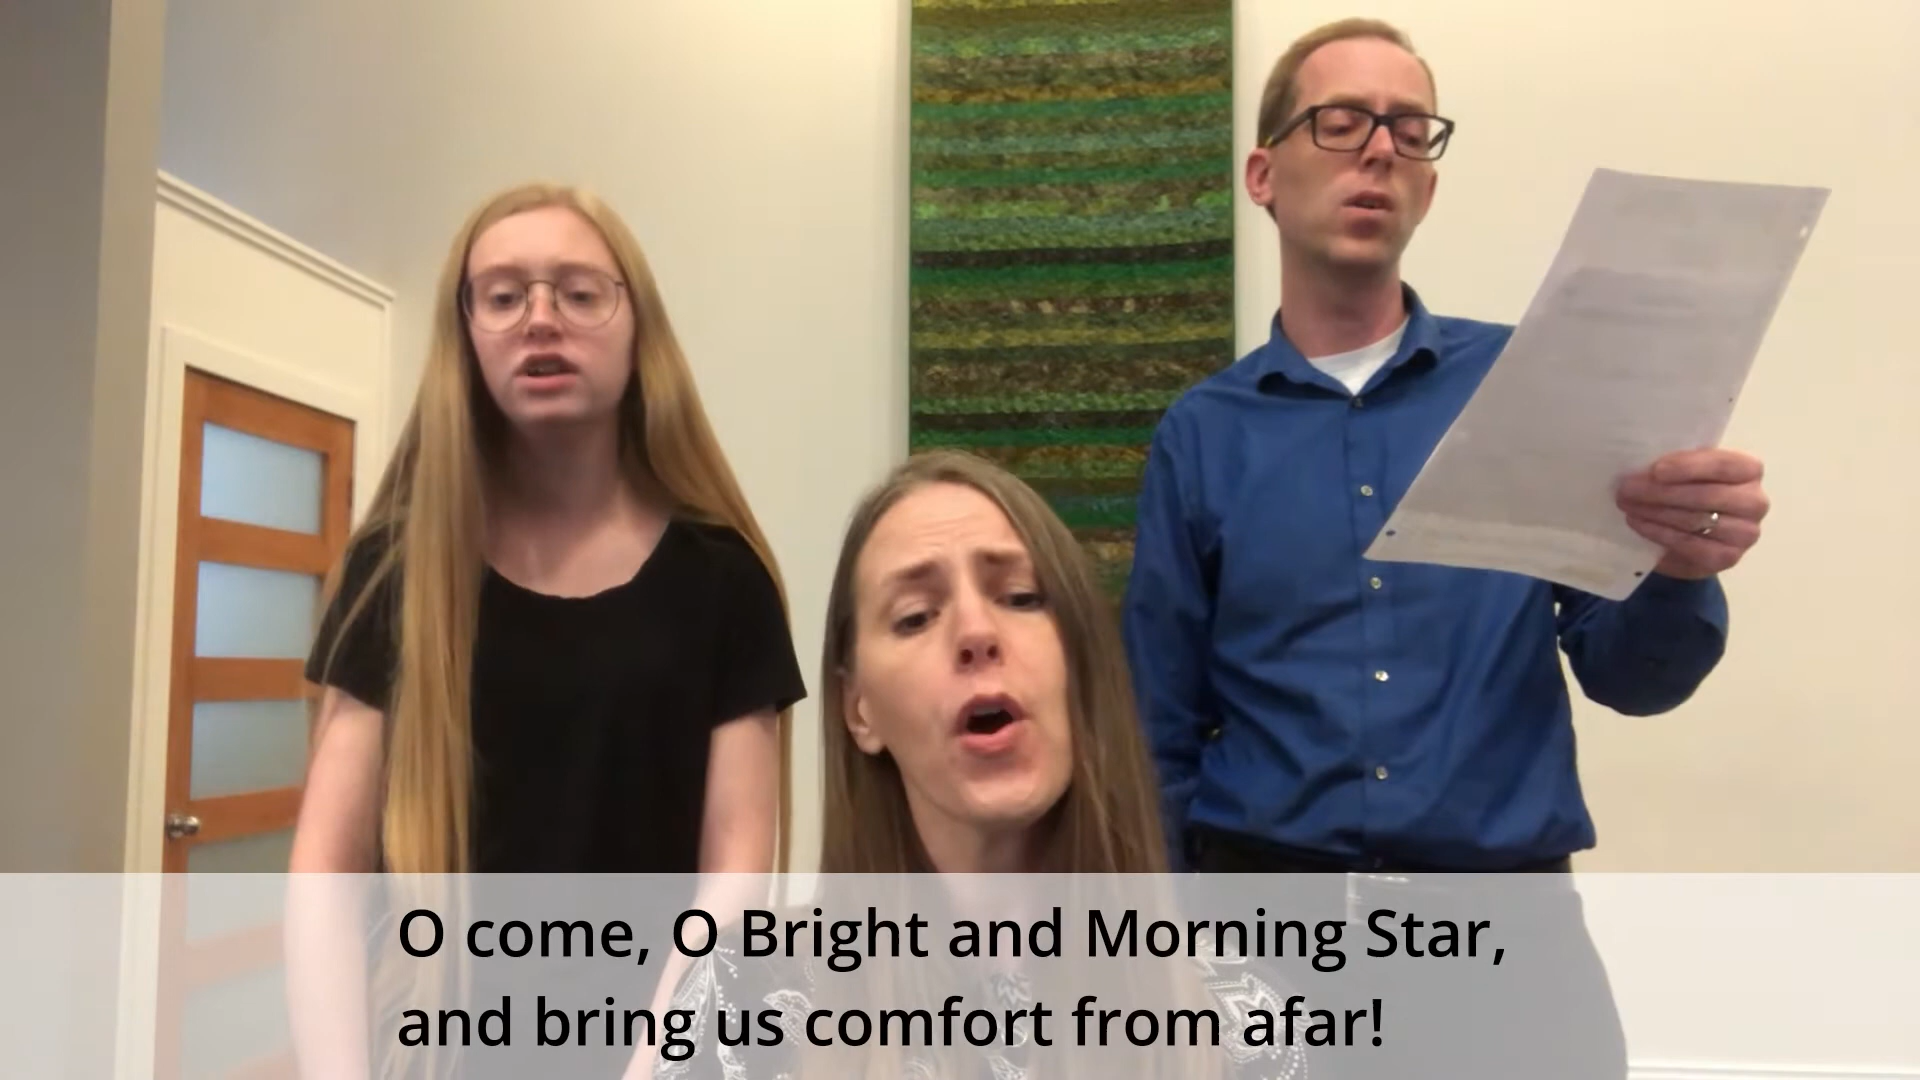 O come, O Bright and Morning Star,
and bring us comfort from afar!